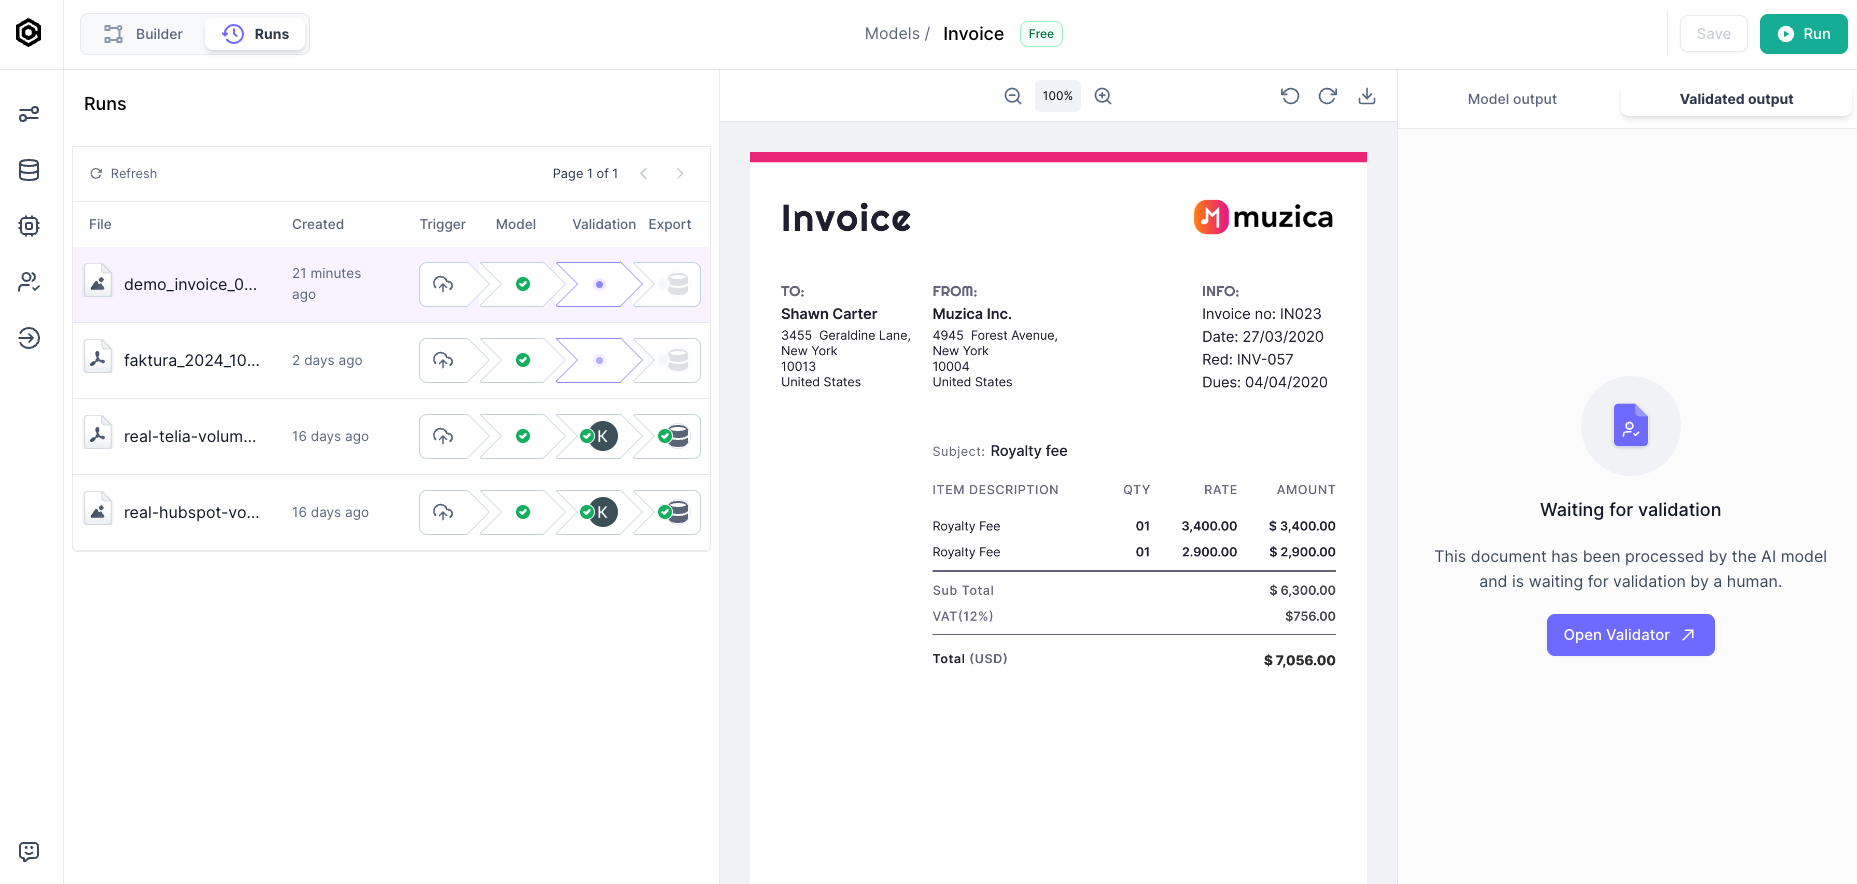 Builder
Runs
Models / Invoice Free
Save
Run
Runs
Refresh
Page 1 of 1
File Created Trigger Model Validation Export
demo_invoice_0...
21 minutes
ago
faktura_2024_10...
2 days ago
real-telia-volum...
16 days ago
K
real-hubspot-vo...
16 days ago
K
100%
Invoice
muzica
TO:
Shawn Carter
3455 Geraldine Lane,
New York
10013
United States
FROM:
Muzica Inc.
4945 Forest Avenue,
New York
10004
United States
INFO:
Invoice no: IN023
Date: 27/03/2020
Red: INV-057
Dues: 04/04/2020
Subject: Royalty fee
ITEM DESCRIPTION QTY RATE AMOUNT
Royalty Fee 01 3,400.00 $ 3,400.00
Royalty Fee 01 2.900.00 $ 2,900.00
Sub Total $ 6,300.00
VAT(12%) $756.00
Total (USD) $ 7,056.00
Model output
Validated output
Waiting for validation
This document has been processed by the AI model
and is waiting for validation by a human.
Open Validator